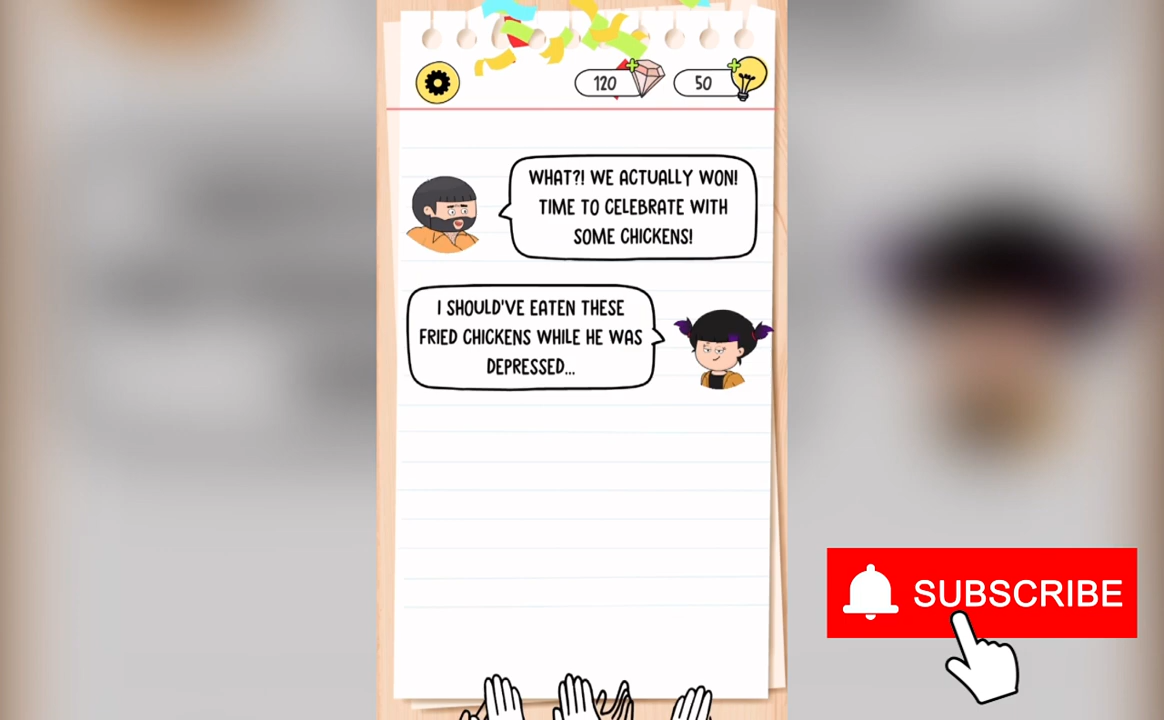 120
50
WHAT?! WE ACTUALLY WON!
TIME TO CELEBRATE WITH
SOME CHICKENS!
I SHOULD'VE EATEN THESE
FRIED CHICKENS WHILE HE WAS
DEPRESSED...
SUBSCRIBE